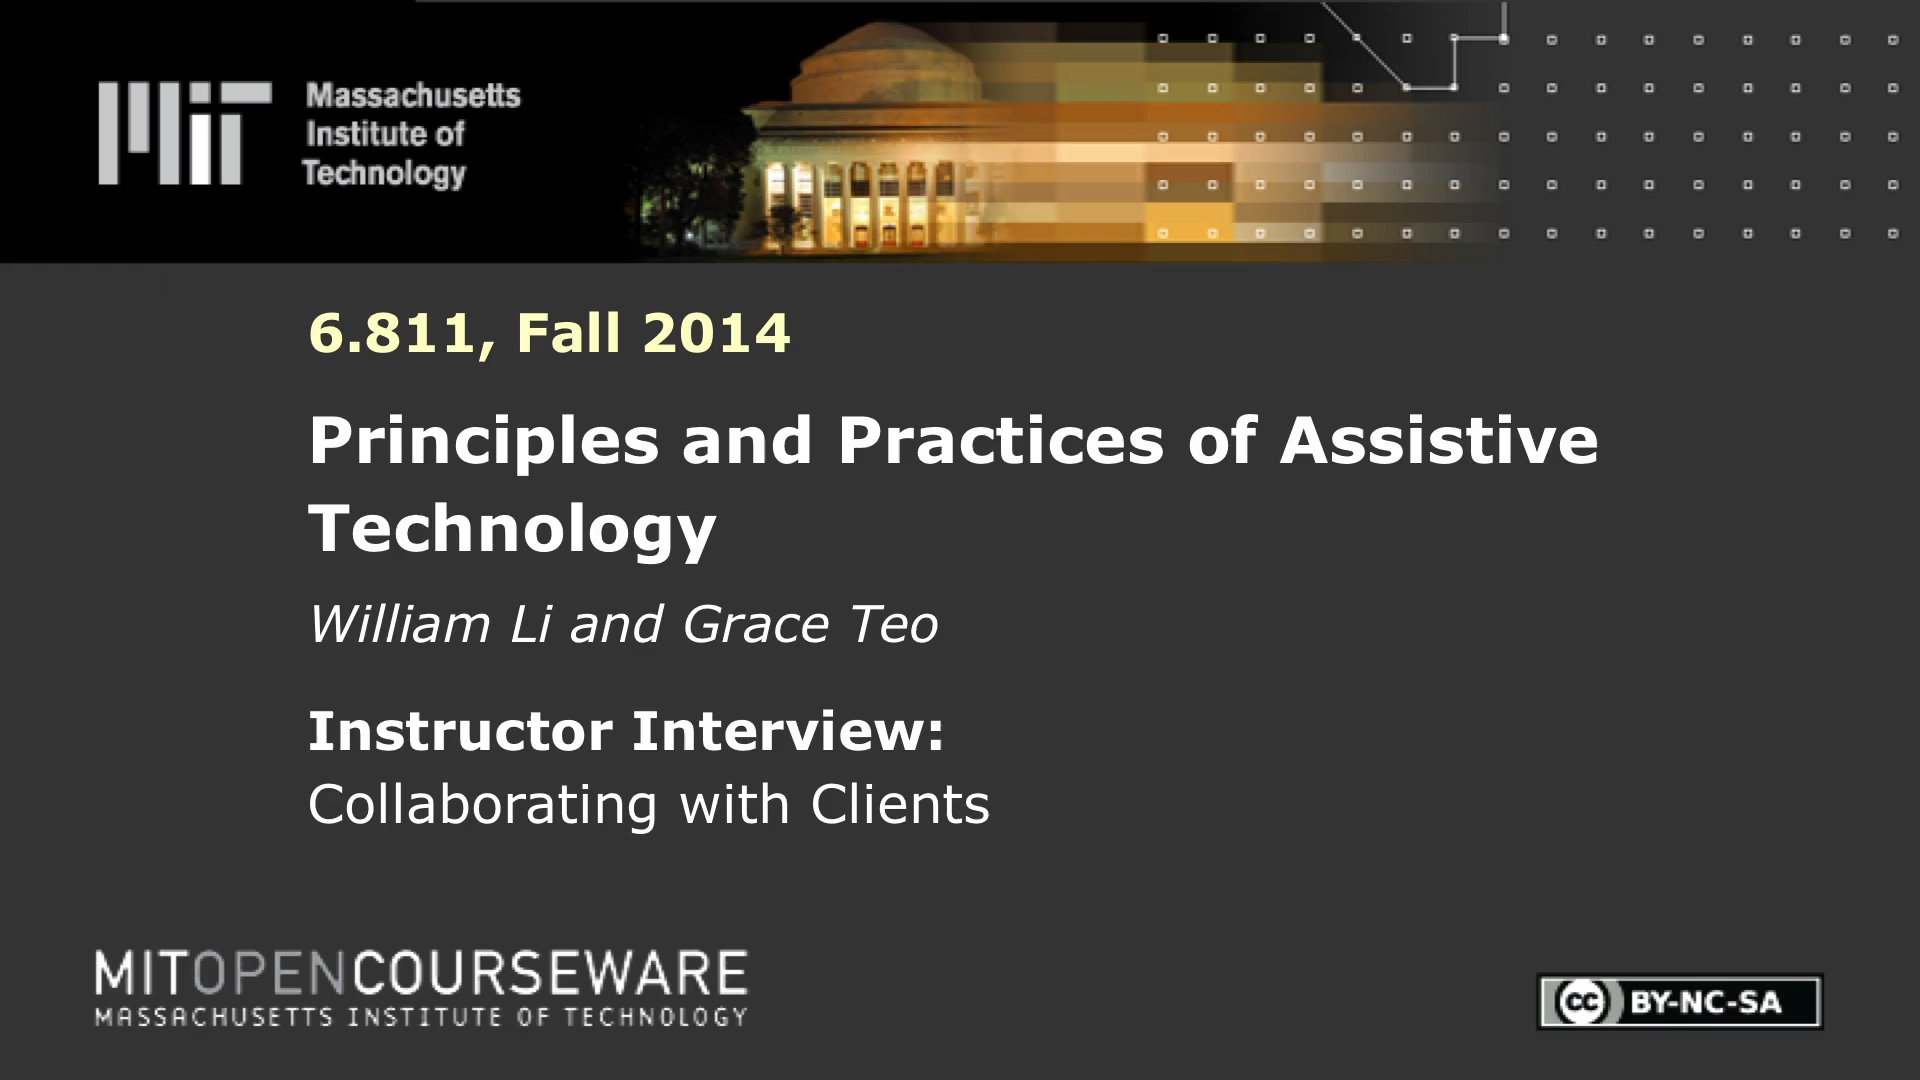 Massachusetts
Institute of
Technology
6.811, Fall 2014
Principles and Practices of Assistive
Technology
William Li and Grace Teo
Instructor Interview:
Collaborating with Clients
MITOPENCOURSEWARE
MASSACHUSETTS INSTITUTE OF TECHNOLOGY
cc BY-NC-SA